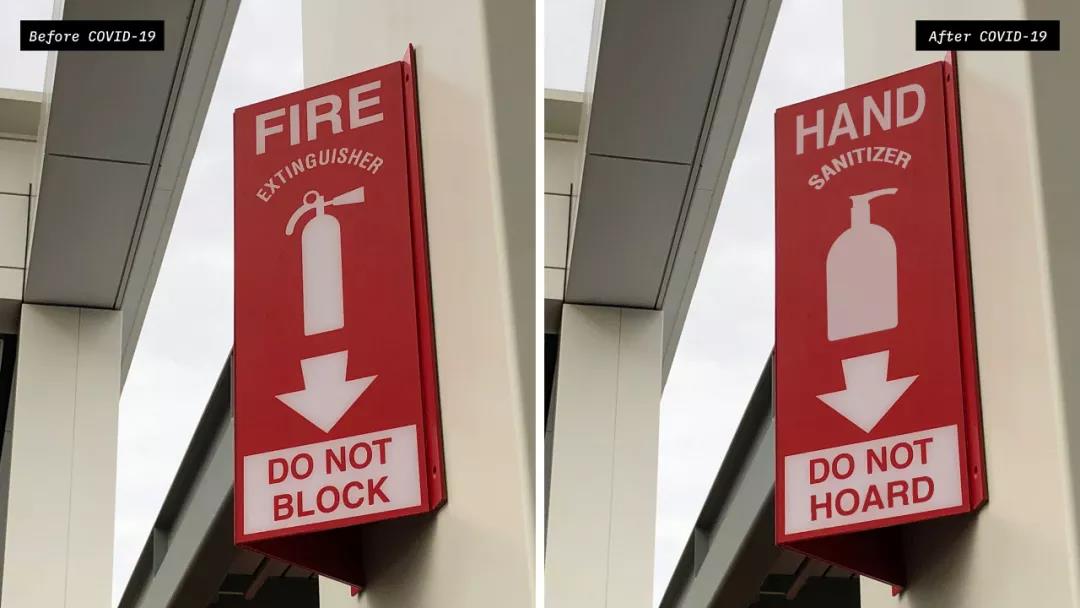 Before COVID-19
FIRE
EXTINGUISHER
DO NOT
BLOCK
After COVID-19
HAND
SANITIZER
DO NOT
HOARD